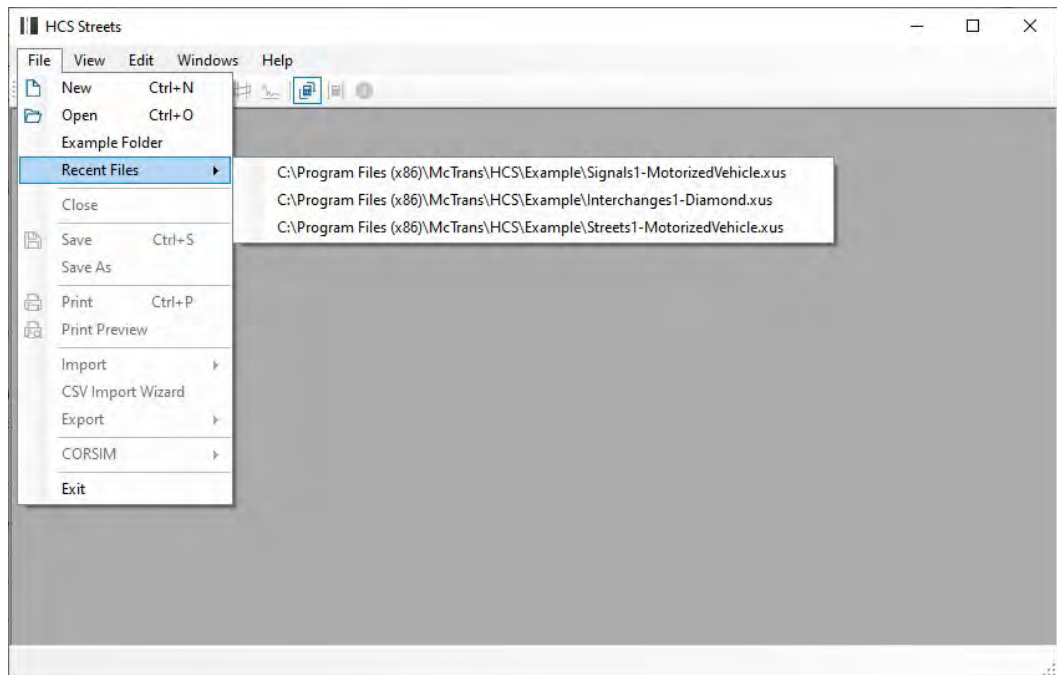 HCS Streets
File View Edit Windows Help
New Ctrl+N
Open Ctrl+O
Example Folder
Recent Files
C:\Program Files (x86)\McTrans\HCS\Example\Signals1-MotorizedVehicle.xus
C:\Program Files (x86)\McTrans\HCS\Example\Interchanges1-Diamond.xus
C:\Program Files (x86)\McTrans\HCS\Example\Streets1-MotorizedVehicle.xus
Close
Save Ctrl+S
Save As
Print Ctrl+P
Print Preview
Import
CSV Import Wizard
Export
CORSIM
Exit